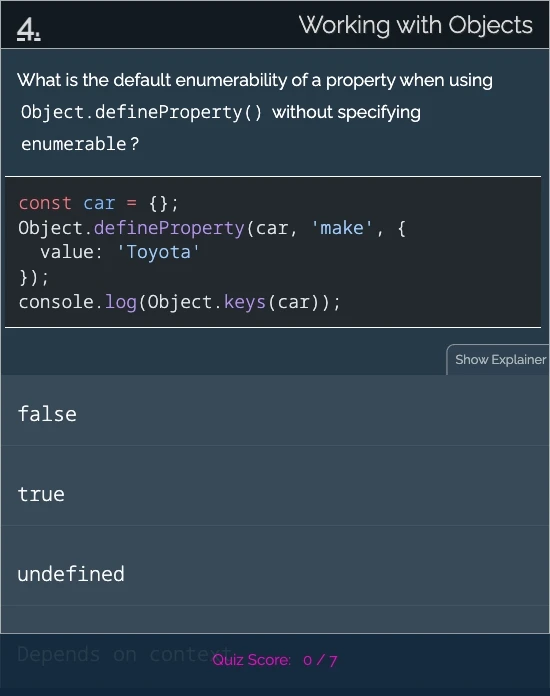 4.
Working with Objects
What is the default enumerability of a property when using
Object.defineProperty() without specifying
enumerable?
const car = {};
Object.defineProperty(car, 'make', {
  value: 'Toyota'
});
console.log(Object.keys(car));
Show Explainer
false
true
undefined
Depends on context
Quiz Score: 0 / 7